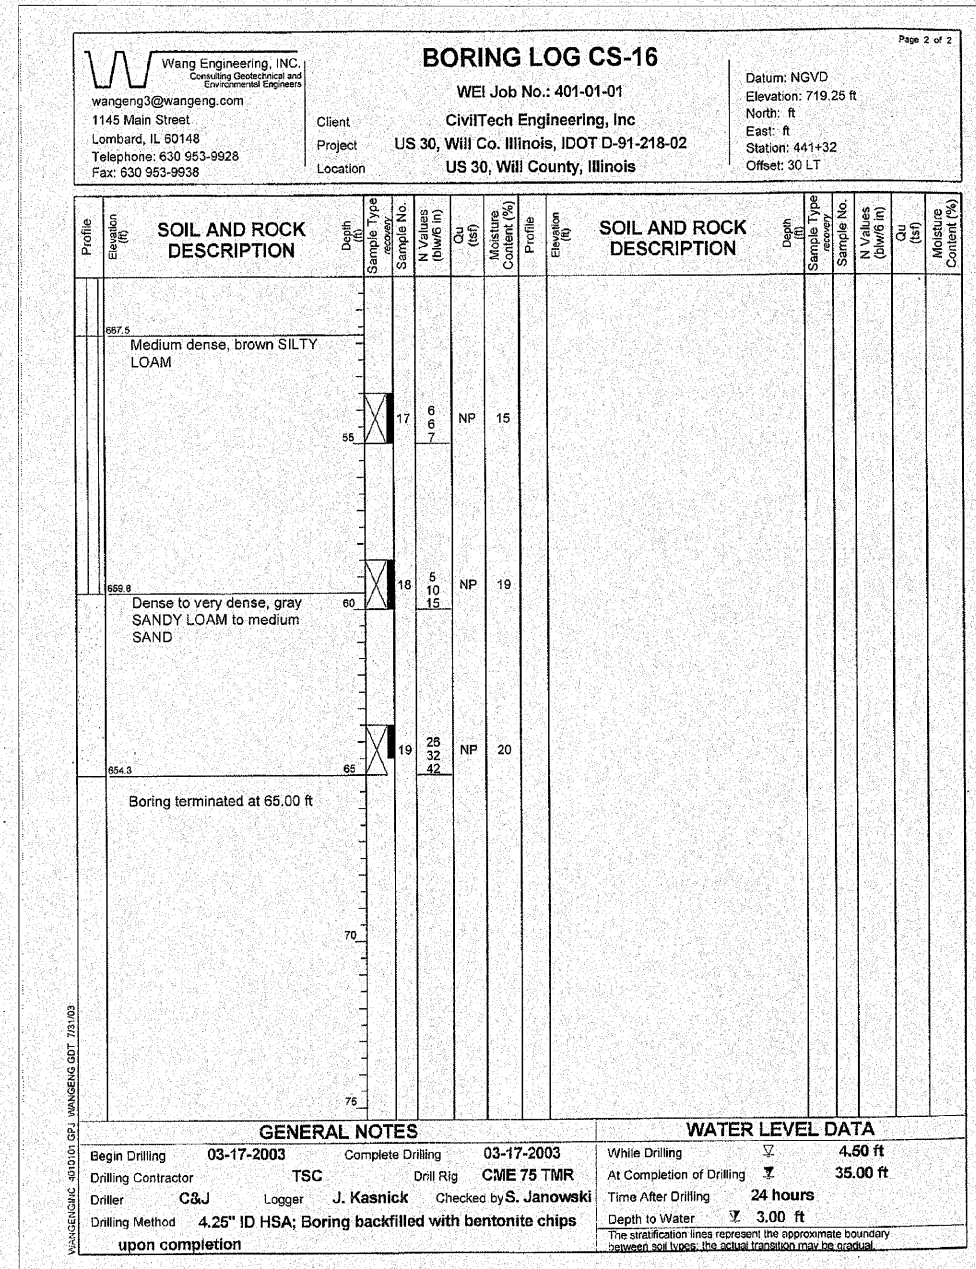 Page 2 of 2
Wang Engineering, INC.
Consulting Geotechnical and
Environmental Engineers
wangeng3@wangeng.com
1145 Main Street
Lombard, IL 60148
Telephone: 630 953-9928
Fax: 630 953-9938
BORING LOG CS-16
WEI Job No.: 401-01-01
Client CivilTech Engineering, Inc
Project US 30, Will Co. Illinois, IDOT D-91-218-02
Location US 30, Will County, Illinois
Datum: NGVD
Elevation: 719.25 ft
North: ft
East: ft
Station: 441+32
Offset: 30 LT
Profile
Elevation (ft)
SOIL AND ROCK
DESCRIPTION
Depth (ft)
Sample Type
recovery
Sample No.
N Values (blw/6 in)
Qu (tsf)
Moisture Content (%)
Profile
Elevation (ft)
SOIL AND ROCK
DESCRIPTION
Depth (ft)
Sample Type
recovery
Sample No.
N Values (blw/6 in)
Qu (tsf)
Moisture Content (%)
667.5
Medium dense, brown SILTY
LOAM
17 6 NP 15
6
55 7
18 5 NP 19
10
659.8
60 15
Dense to very dense, gray
SANDY LOAM to medium
SAND
19 26 NP 20
32
654.3 65 42
Boring terminated at 65.00 ft
70
75
WANGENGINC 4010101.GPJ WANGENG.GDT 7/31/03
GENERAL NOTES
Begin Drilling 03-17-2003 Complete Drilling 03-17-2003
Drilling Contractor TSC Drill Rig CME 75 TMR
Driller C&J Logger J. Kasnick Checked by S. Janowski
Drilling Method 4.25" ID HSA; Boring backfilled with bentonite chips
upon completion
WATER LEVEL DATA
While Drilling 4.50 ft
At Completion of Drilling 35.00 ft
Time After Drilling 24 hours
Depth to Water 3.00 ft
The stratification lines represent the approximate boundary
between soil types; the actual transition may be gradual.